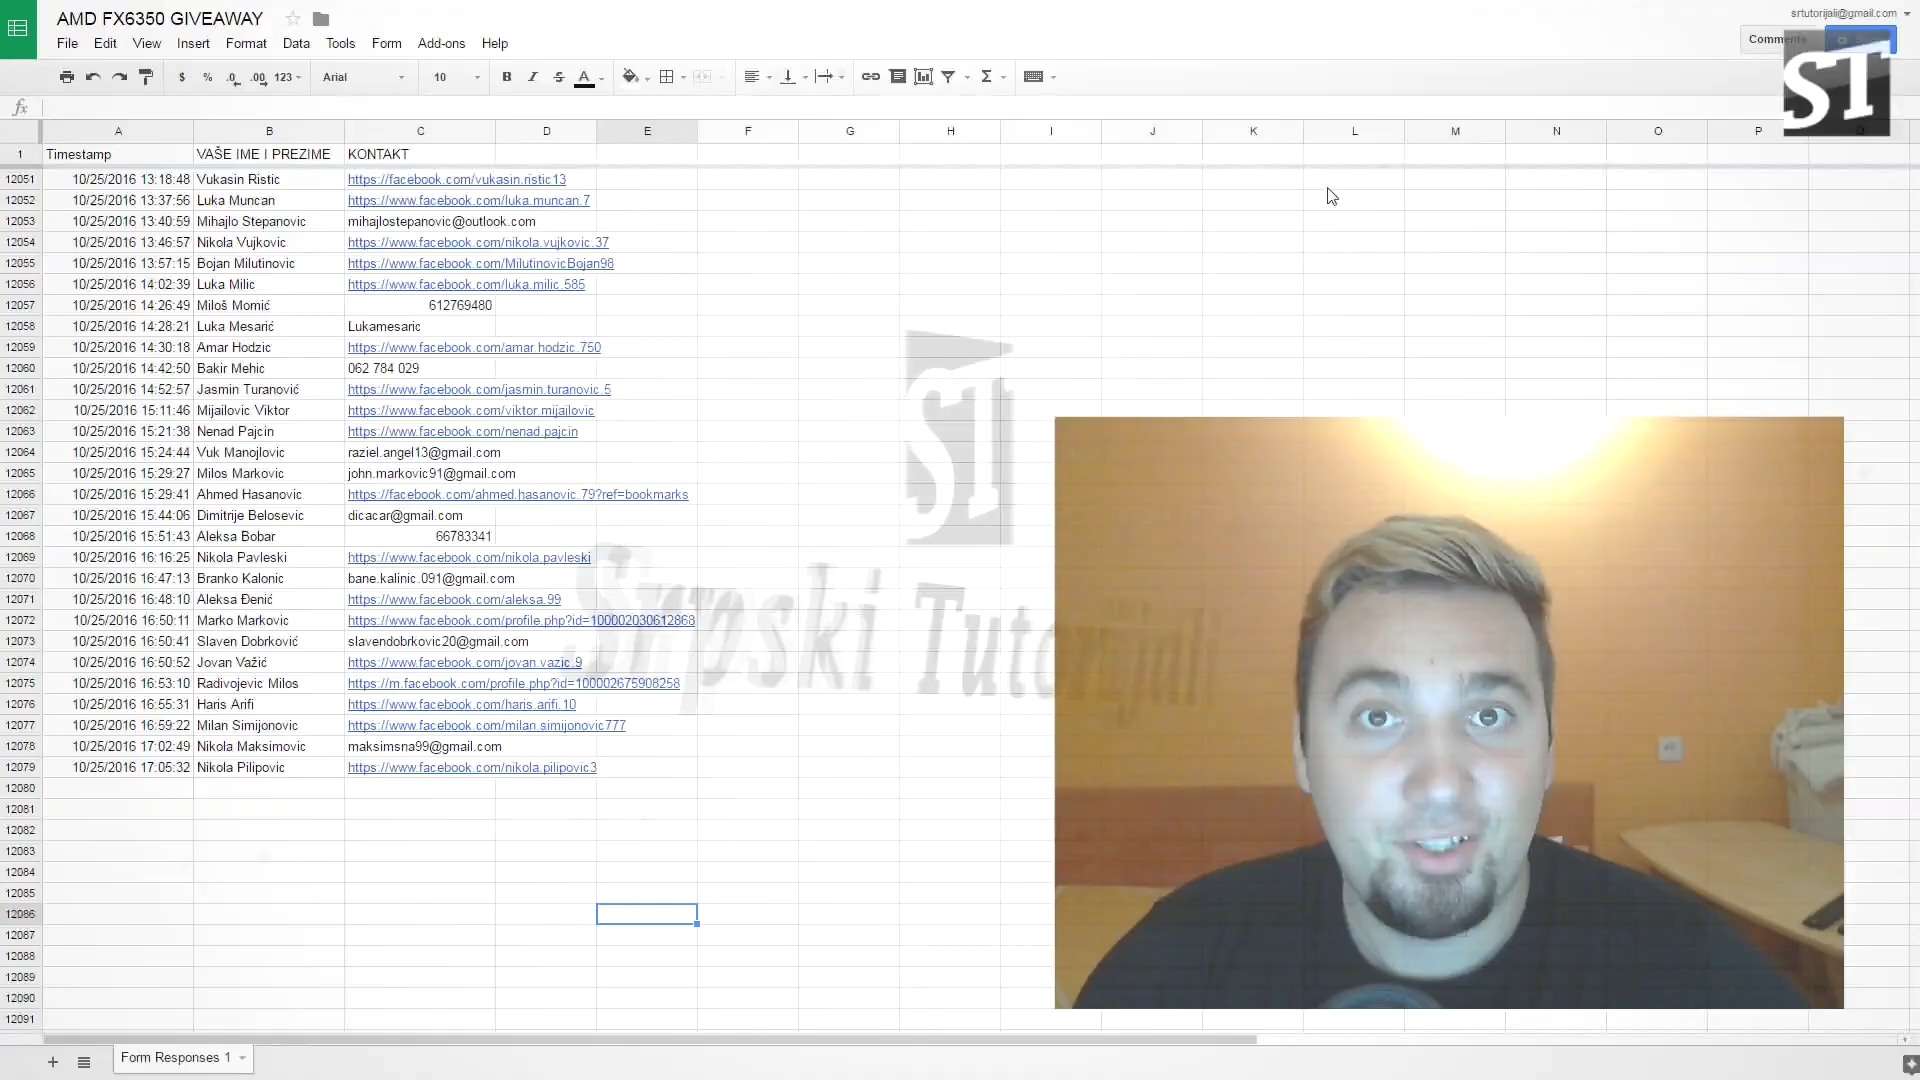 AMD FX6350 GIVEAWAY
srtutorijali@gmail.com
File Edit View Insert Format Data Tools Form Add-ons Help
Comments
$ % .0 .00 123 Arial 10 B I S A
ST
fx
A B C D E F G H I J K L M N O P Q
1 Timestamp VAŠE IME I PREZIME KONTAKT
12051 10/25/2016 13:18:48 Vukasin Ristic https://facebook.com/vukasin.ristic13
12052 10/25/2016 13:37:56 Luka Muncan https://www.facebook.com/luka.muncan.7
12053 10/25/2016 13:40:59 Mihajlo Stepanovic mihajlostepanovic@outlook.com
12054 10/25/2016 13:46:57 Nikola Vujkovic https://www.facebook.com/nikola.vujkovic.37
12055 10/25/2016 13:57:15 Bojan Milutinovic https://www.facebook.com/MilutinovicBojan98
12056 10/25/2016 14:02:39 Luka Milic https://www.facebook.com/luka.milic.585
12057 10/25/2016 14:26:49 Miloš Momić 612769480
12058 10/25/2016 14:28:21 Luka Mesarić Lukamesaric
12059 10/25/2016 14:30:18 Amar Hodzic https://www.facebook.com/amar.hodzic.750
12060 10/25/2016 14:42:50 Bakir Mehic 062 784 029
12061 10/25/2016 14:52:57 Jasmin Turanović https://www.facebook.com/jasmin.turanovic.5
12062 10/25/2016 15:11:46 Mijailovic Viktor https://www.facebook.com/viktor.mijailovic
12063 10/25/2016 15:21:38 Nenad Pajcin https://www.facebook.com/nenad.pajcin
12064 10/25/2016 15:24:44 Vuk Manojlovic raziel.angel13@gmail.com
12065 10/25/2016 15:29:27 Milos Markovic john.markovic91@gmail.com
12066 10/25/2016 15:29:41 Ahmed Hasanovic https://facebook.com/ahmed.hasanovic.79?ref=bookmarks
12067 10/25/2016 15:44:06 Dimitrije Belosevic dicacar@gmail.com
12068 10/25/2016 15:51:43 Aleksa Bobar 66783341
12069 10/25/2016 16:16:25 Nikola Pavleski https://www.facebook.com/nikola.pavleski
12070 10/25/2016 16:47:13 Branko Kalonic bane.kalinic.091@gmail.com
12071 10/25/2016 16:48:10 Aleksa Đenić https://www.facebook.com/aleksa.99
12072 10/25/2016 16:50:11 Marko Markovic https://www.facebook.com/profile.php?id=100002030612868
12073 10/25/2016 16:50:41 Slaven Dobrković slavendobrkovic20@gmail.com
12074 10/25/2016 16:50:52 Jovan Važić https://www.facebook.com/jovan.vazic.9
12075 10/25/2016 16:53:10 Radivojevic Milos https://m.facebook.com/profile.php?id=100002675908258
12076 10/25/2016 16:55:31 Haris Arifi https://www.facebook.com/haris.arifi.10
12077 10/25/2016 16:59:22 Milan Simijonovic https://www.facebook.com/milan.simijonovic777
12078 10/25/2016 17:02:49 Nikola Maksimovic maksimsna99@gmail.com
12079 10/25/2016 17:05:32 Nikola Pilipovic https://www.facebook.com/nikola.pilipovic3
12080
12081
12082
12083
12084
12085
12086
12087
12088
12089
12090
12091
ST
Srpski Tutorijali
Form Responses 1